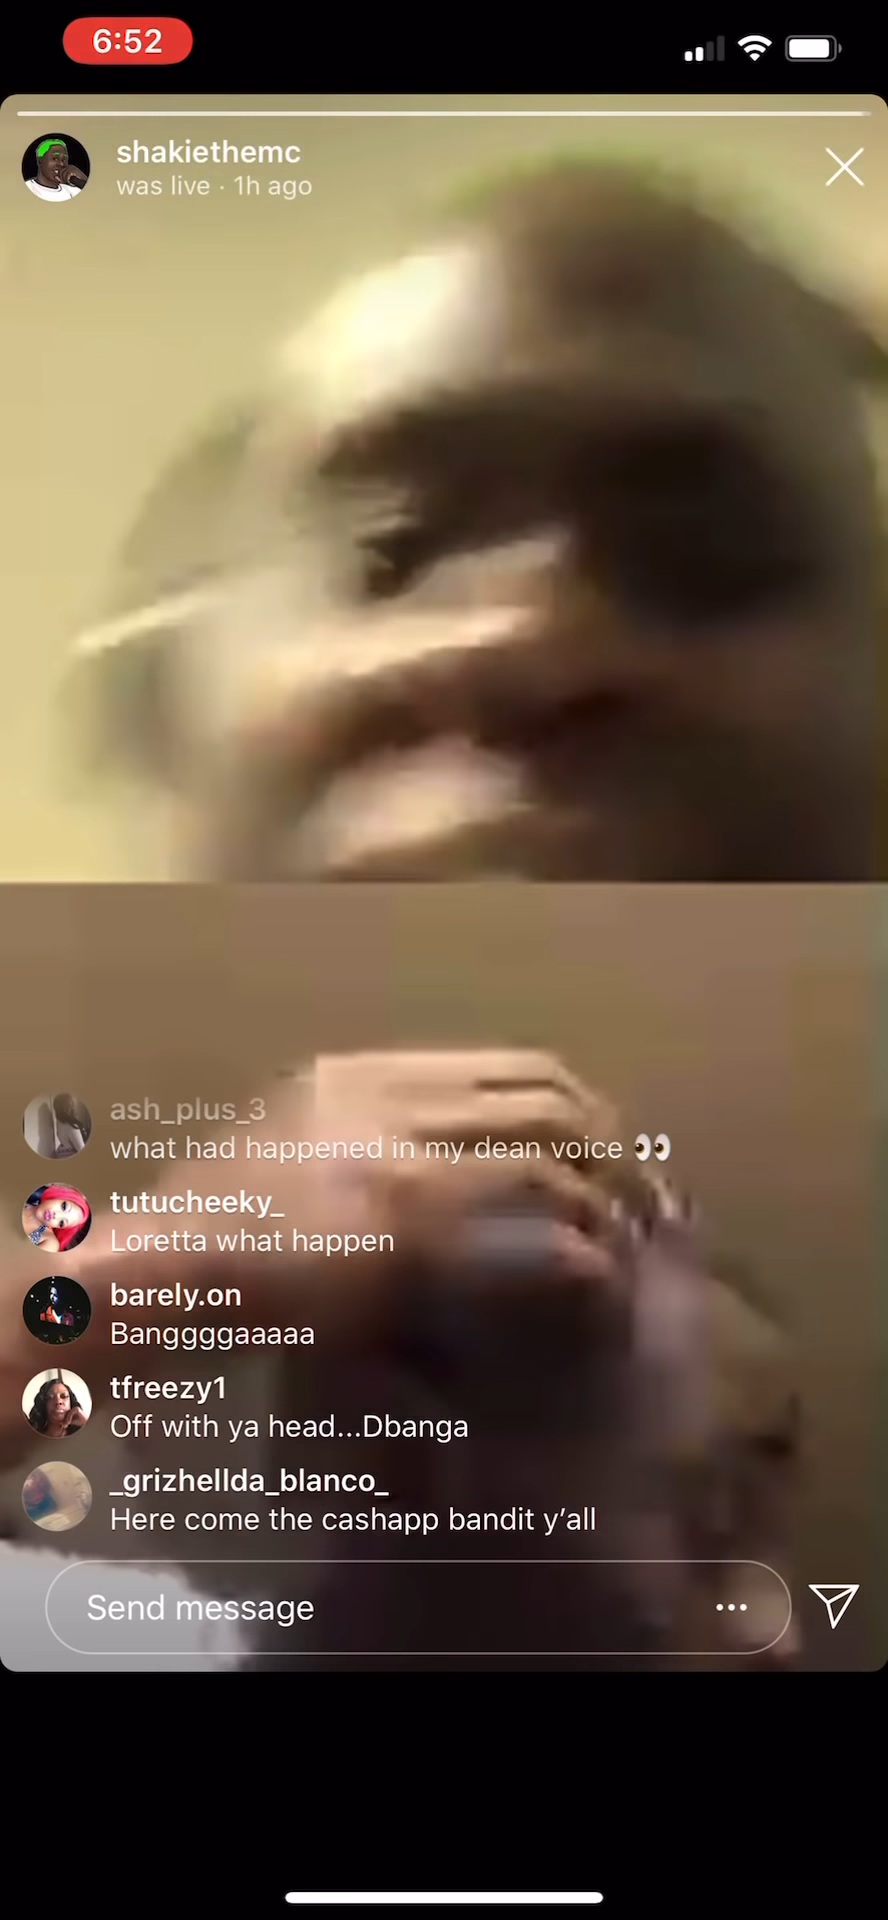 6:52
shakiethemc
was live · 1h ago
ash_plus_3
what had happened in my dean voice 👀
tutucheeky_
Loretta what happen
barely.on
Banggggaaaaa
tfreezy1
Off with ya head...Dbanga
_grizhellda_blanco_
Here come the cashapp bandit y’all
Send message